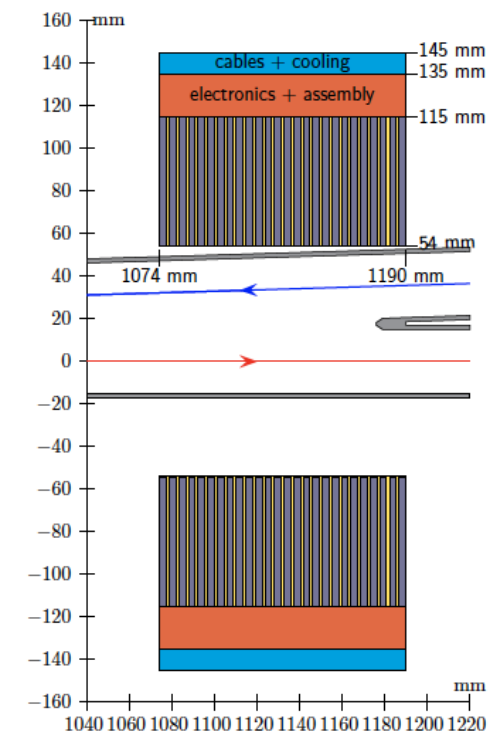 160 mm
cables + cooling 145 mm
140 135 mm
electronics + assembly
120 115 mm
100
80
60 54 mm
40 1074 mm 1190 mm
20
0
−20
−40
−60
−80
−100
−120
−140
mm
−160
1040 1060 1080 1100 1120 1140 1160 1180 1200 1220